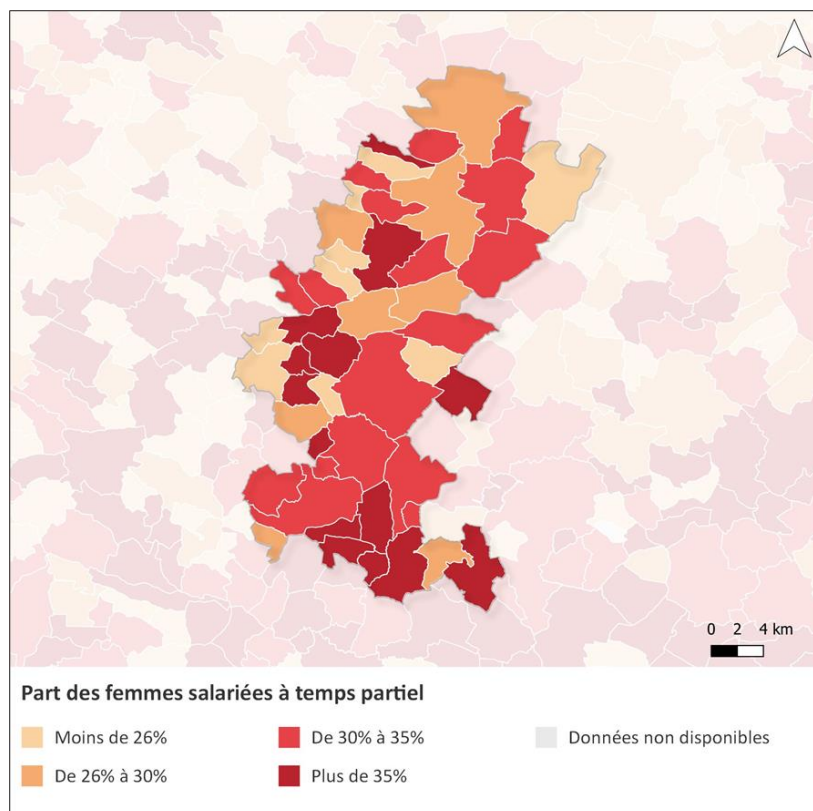 0 2 4 km
Part des femmes salariées à temps partiel
Moins de 26%
De 30% à 35%
Données non disponibles
De 26% à 30%
Plus de 35%